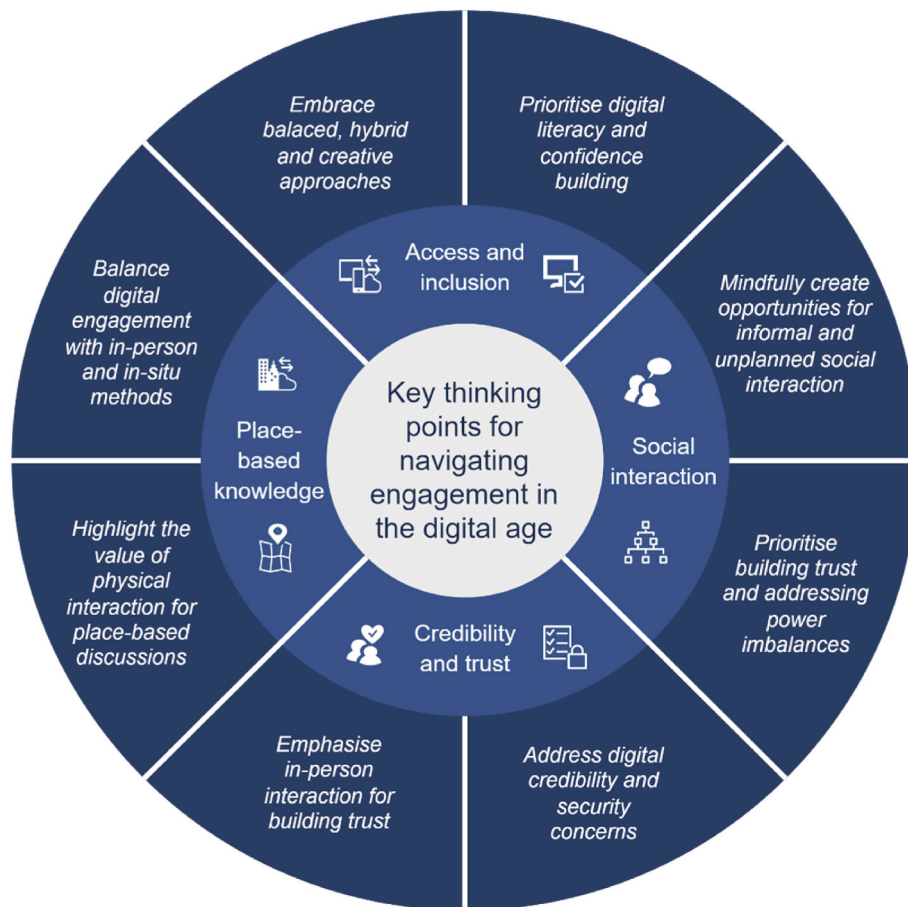 Key thinking
points for
navigating
engagement in
the digital age
Access and
inclusion
Social
interaction
Credibility
and trust
Place-
based
knowledge
Embrace
balaced, hybrid
and creative
approaches
Prioritise digital
literacy and
confidence
building
Mindfully create
opportunities for
informal and
unplanned social
interaction
Prioritise
building trust
and addressing
power
imbalances
Address digital
credibility and
security
concerns
Emphasise
in-person
interaction for
building trust
Highlight the
value of
physical
interaction for
place-based
discussions
Balance
digital
engagement
with in-person
and in-situ
methods